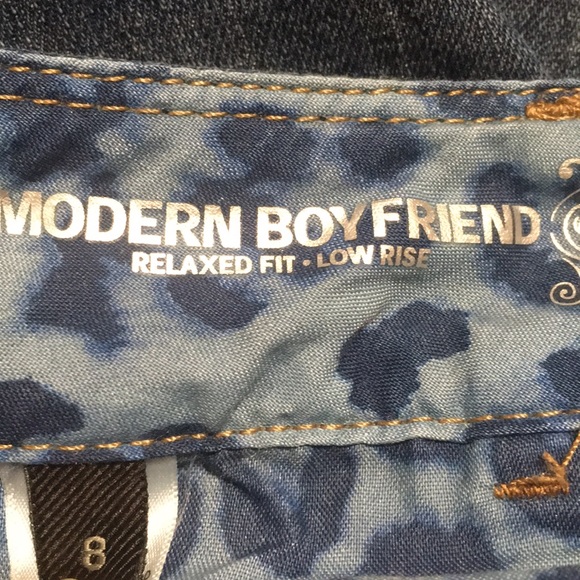 MODERN BOYFRIEND
RELAXED FIT · LOW RISE
8